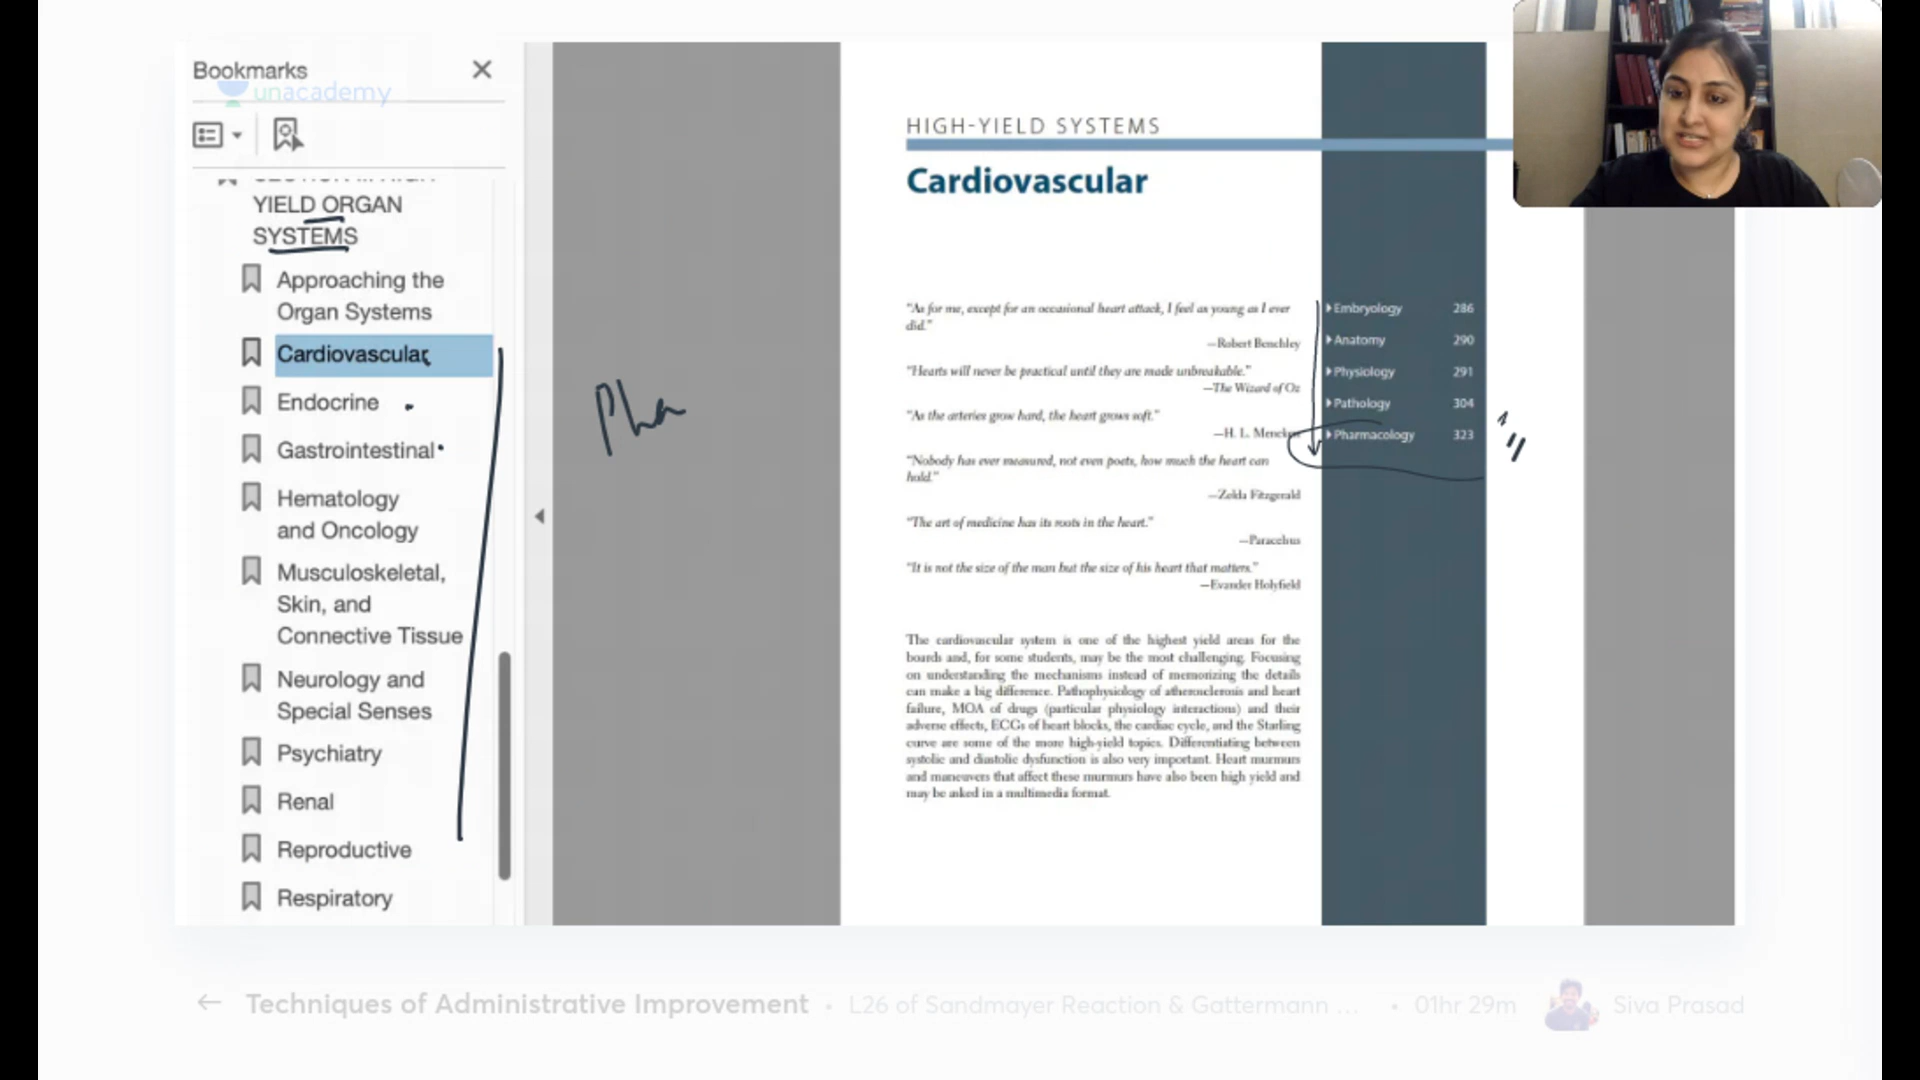 Bookmarks
unacademy
YIELD ORGAN
SYSTEMS
Approaching the
Organ Systems
Cardiovascular
Endocrine
Gastrointestinal
Hematology
and Oncology
Musculoskeletal,
Skin, and
Connective Tissue
Neurology and
Special Senses
Psychiatry
Renal
Reproductive
Respiratory
Pha
HIGH-YIELD SYSTEMS
Cardiovascular
"As for me, except for an occasional heart attack, I feel as young as I ever
did."
—Robert Benchley
"Hearts will never be practical until they are made unbreakable."
—The Wizard of Oz
"As the arteries grow hard, the heart grows soft."
—H. L. Mencken
"Nobody has ever measured, not even poets, how much the heart can
hold."
—Zelda Fitzgerald
"The art of medicine has its roots in the heart."
—Paracelsus
"It is not the size of the man but the size of his heart that matters."
—Evander Holyfield
The cardiovascular system is one of the highest yield areas for the
boards and, for some students, may be the most challenging. Focusing
on understanding the mechanisms instead of memorizing the details
can make a big difference. Pathophysiology of atherosclerosis and heart
failure, MOA of drugs (particular physiology interactions) and their
adverse effects, ECGs of heart blocks, the cardiac cycle, and the Starling
curve are some of the more high-yield topics. Differentiating between
systolic and diastolic dysfunction is also very important. Heart murmurs
and maneuvers that affect these murmurs have also been high yield and
may be asked in a multimedia format.
Embryology 286
Anatomy 290
Physiology 291
Pathology 304
Pharmacology 323
Techniques of Administrative Improvement • L26 of Sandmayer Reaction & Gattermann ... • 01hr 29m Siva Prasad